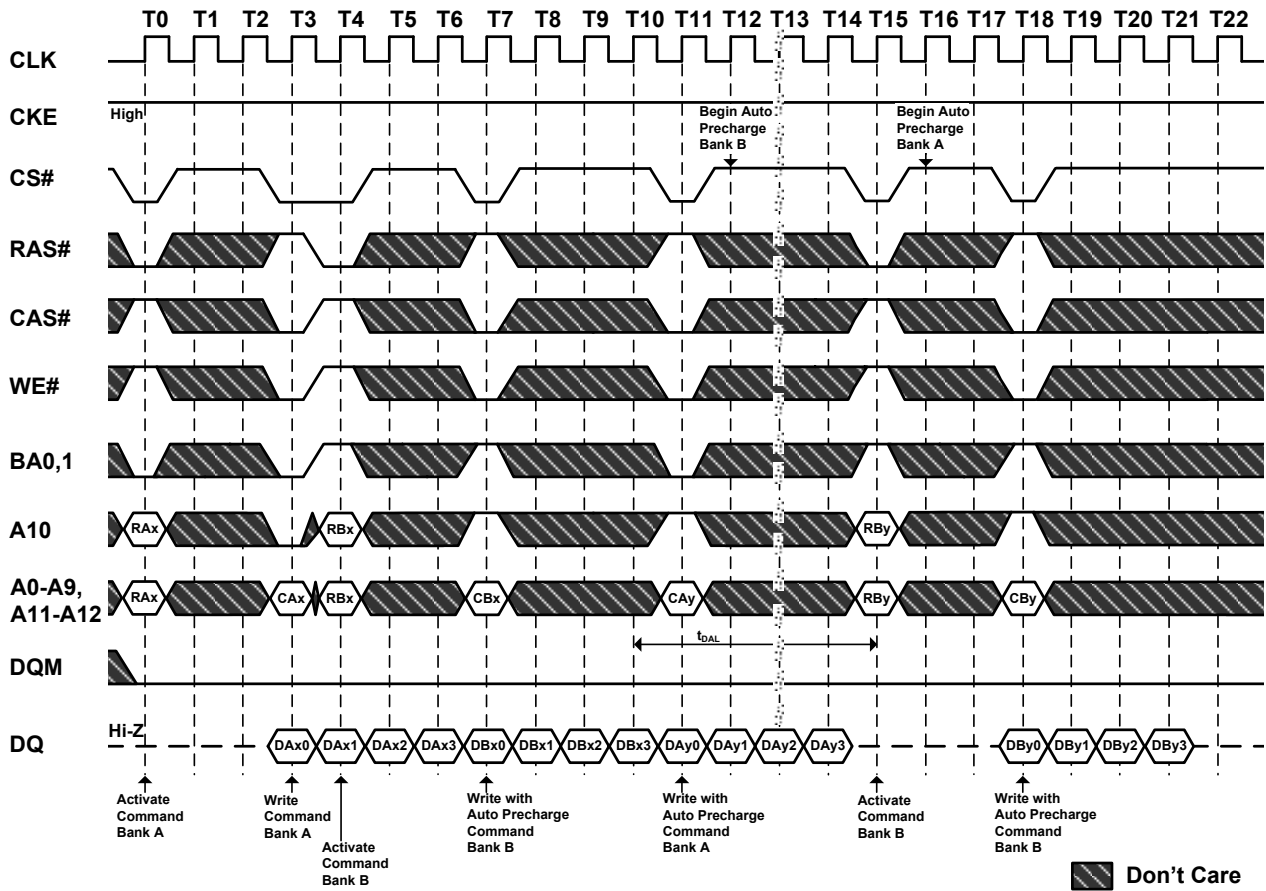 T0 T1 T2 T3 T4 T5 T6 T7 T8 T9 T10 T11 T12 T13 T14 T15 T16 T17 T18 T19 T20 T21 T22
CLK
CKE
High
Begin Auto
Precharge
Bank B
Begin Auto
Precharge
Bank A
CS#
RAS#
CAS#
WE#
BA0,1
A10
RAx RBx RBy
A0-A9,
A11-A12
RAx CAx RBx CBx CAy RBy CBy
tDAL
DQM
DQ
Hi-Z
DAx0 DAx1 DAx2 DAx3 DBx0 DBx1 DBx2 DBx3 DAy0 DAy1 DAy2 DAy3 DBy0 DBy1 DBy2 DBy3
Activate
Command
Bank A
Write
Command
Bank A
Activate
Command
Bank B
Write with
Auto Precharge
Command
Bank B
Write with
Auto Precharge
Command
Bank A
Activate
Command
Bank B
Write with
Auto Precharge
Command
Bank B
Don't Care